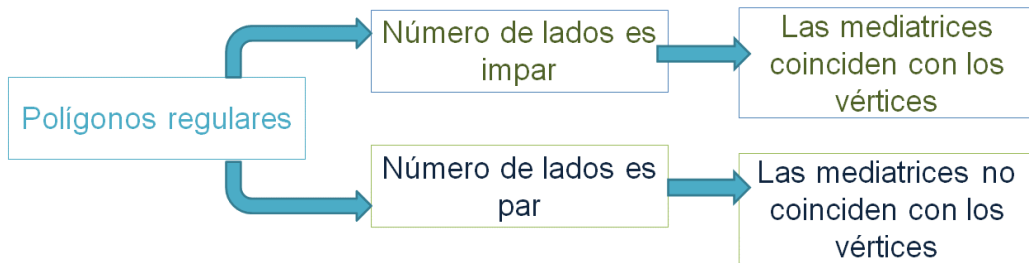 Polígonos regulares
Número de lados es
impar
Las mediatrices
coinciden con los
vértices
Número de lados es
par
Las mediatrices no
coinciden con los
vértices